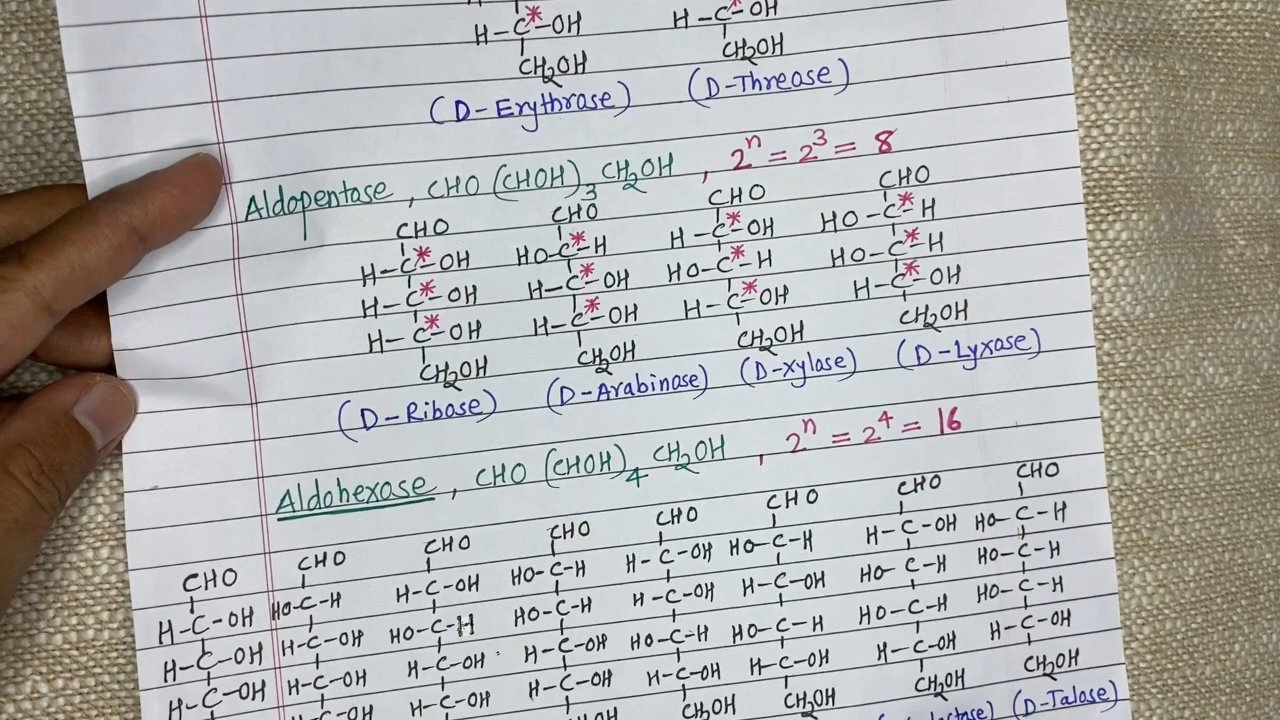 H-C*-OH H-C*-OH
CH2OH CH2OH
(D-Erythrose) (D-Threose)
Aldopentose, CHO (CHOH)3 CH2OH, 2^n = 2^3 = 8
CHO CHO CHO CHO
H-C*-OH HO-C*-H H-C*-OH HO-C*-H
H-C*-OH H-C*-OH HO-C*-H HO-C*-H
H-C*-OH H-C*-OH H-C*-OH H-C*-OH
CH2OH CH2OH CH2OH CH2OH
(D-Ribose) (D-Arabinose) (D-Xylose) (D-Lyxose)
Aldohexose, CHO (CHOH)4 CH2OH, 2^n = 2^4 = 16
CHO CHO CHO CHO CHO CHO CHO CHO
H-C-OH HO-C-H H-C-OH HO-C-H H-C-OH HO-C-H H-C-OH HO-C-H
H-C-OH H-C-OH HO-C-H HO-C-H H-C-OH H-C-OH HO-C-H HO-C-H
H-C-OH H-C-OH H-C-OH H-C-OH HO-C-H HO-C-H HO-C-H HO-C-H
C-OH H-C-OH H-C-OH H-C-OH H-C-OH H-C-OH H-C-OH
CH2OH CH2OH CH2OH CH2OH
(D-Talose)